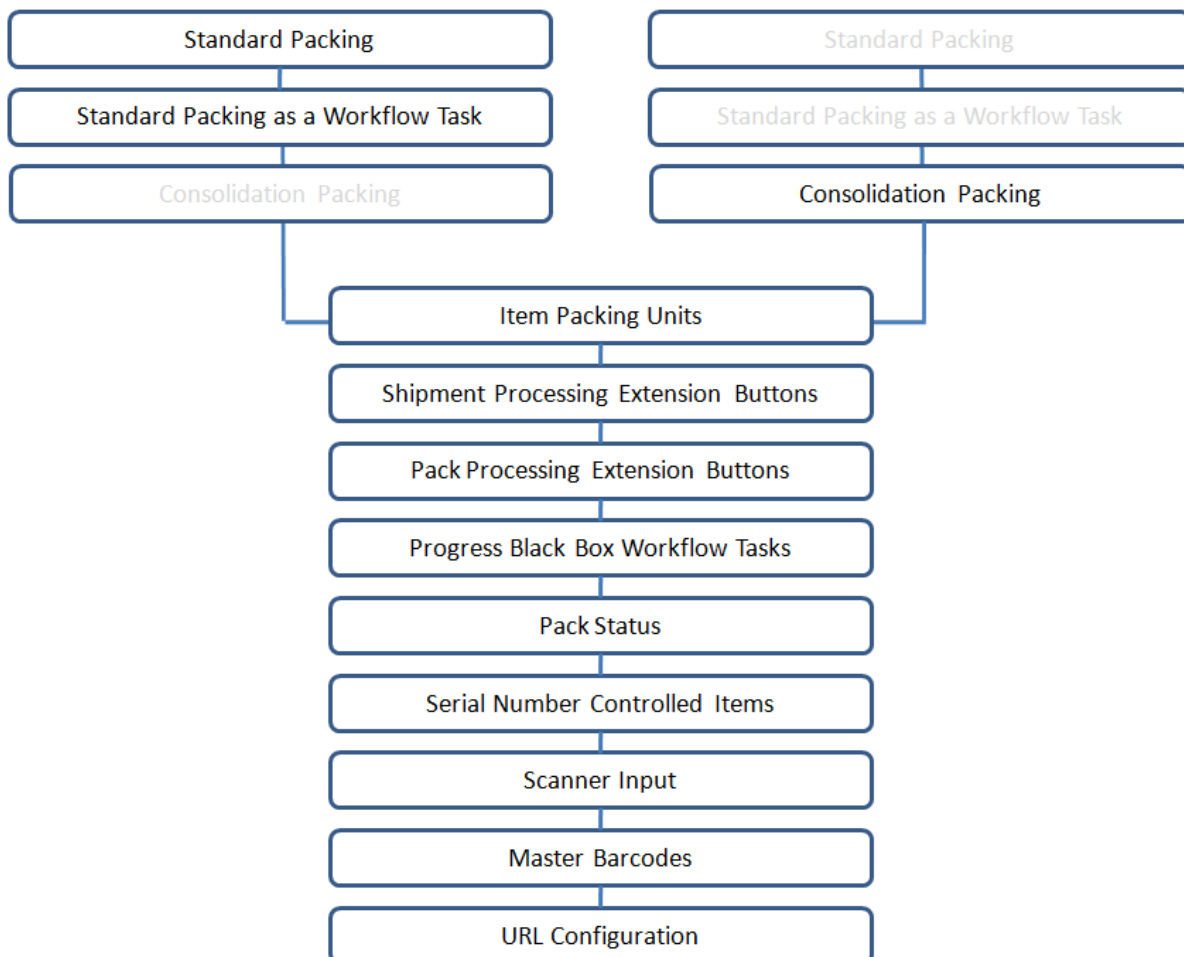 Standard Packing
Standard Packing as a Workflow Task
Consolidation Packing
Standard Packing
Standard Packing as a Workflow Task
Consolidation Packing
Item Packing Units
Shipment Processing Extension Buttons
Pack Processing Extension Buttons
Progress Black Box Workflow Tasks
Pack Status
Serial Number Controlled Items
Scanner Input
Master Barcodes
URL Configuration